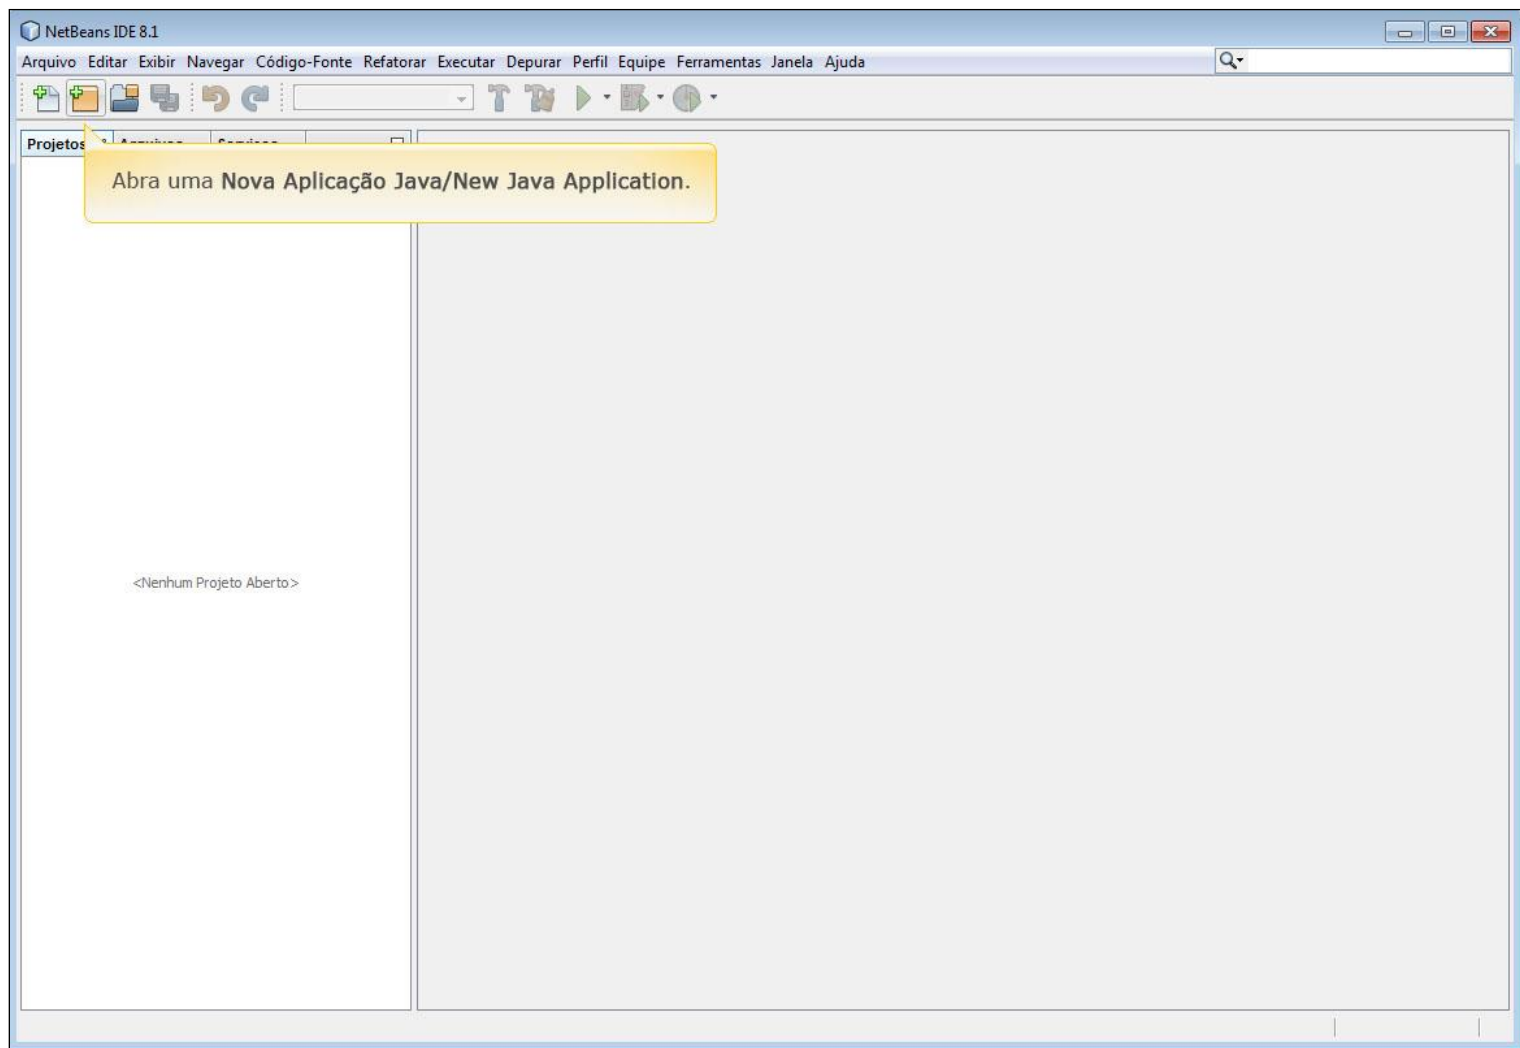 NetBeans IDE 8.1
Arquivo Editar Exibir Navegar Código-Fonte Refatorar Executar Depurar Perfil Equipe Ferramentas Janela Ajuda
Projetos
Abra uma Nova Aplicação Java/New Java Application.
<Nenhum Projeto Aberto>